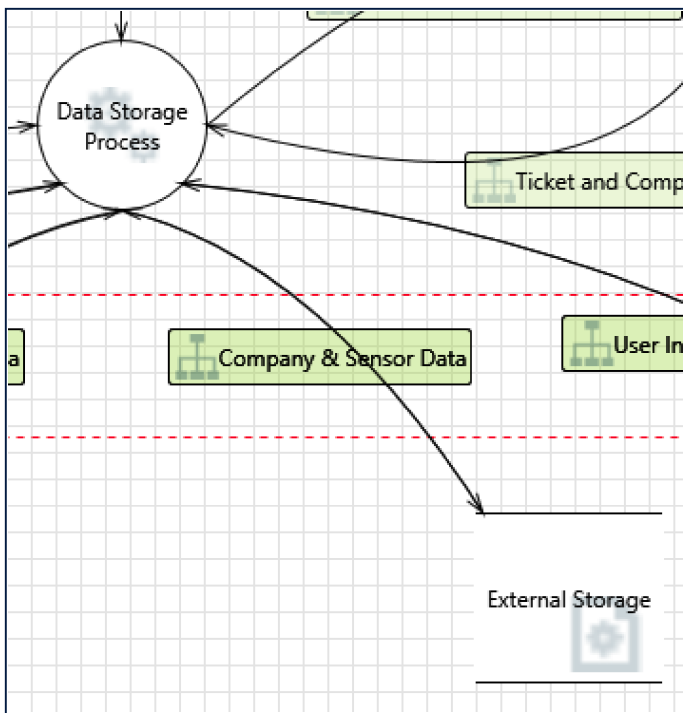 Data Storage
Process
Ticket and Comp
User In
a
Company & Sensor Data
External Storage